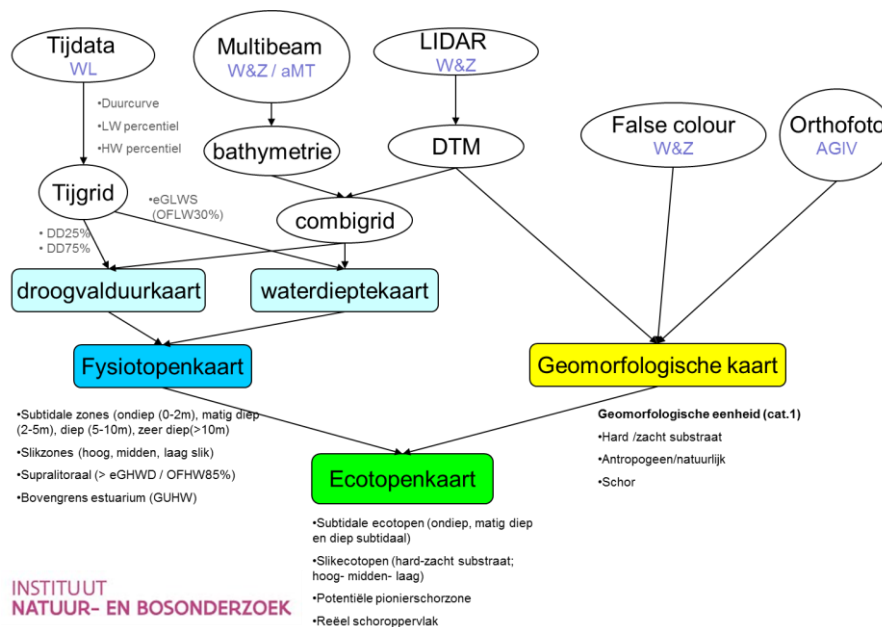 Tijdata
WL
Multibeam
W&Z / aMT
LIDAR
W&Z
False colour
W&Z
Orthofoto
AGIV
•Duurcurve
•LW percentiel
•HW percentiel
bathymetrie
DTM
Tijgrid
•eGLWS
(OFLW30%)
combigrid
• DD25%
• DD75%
droogvalduurkaart
waterdieptekaart
Fysiotopenkaart
Geomorfologische kaart
•Subtidale zones (ondiep (0-2m), matig diep
(2-5m), diep (5-10m), zeer diep(>10m)
•Slikzones (hoog, midden, laag slik)
•Supralitoraal (> eGHWD / OFHW85%)
•Bovengrens estuarium (GUHW)
Geomorfologische eenheid (cat.1)
•Hard /zacht substraat
•Antropogeen/natuurlijk
•Schor
Ecotopenkaart
•Subtidale ecotopen (ondiep, matig diep
en diep subtidaal)
•Slikecotopen (hard-zacht substraat;
hoog- midden- laag)
•Potentiële pionierschorzone
•Reëel schoroppervlak
INSTITUUT
NATUUR- EN BOSONDERZOEK